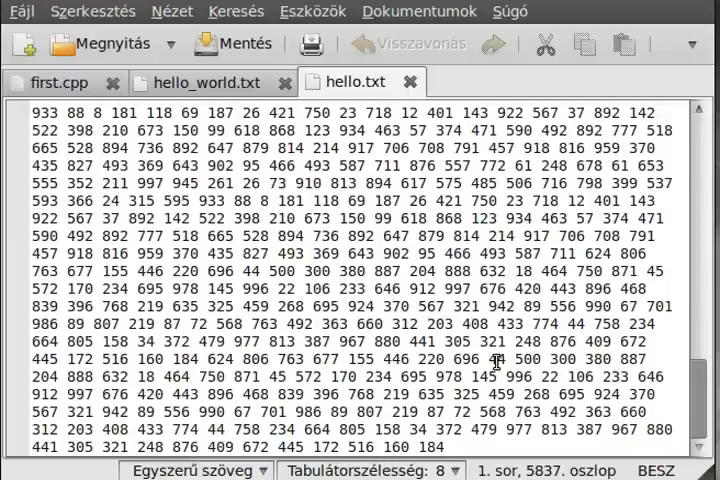 Fájl Szerkesztés Nézet Keresés Eszközök Dokumentumok Súgó
Megnyitás Mentés Visszavonás
first.cpp hello_world.txt hello.txt
933 88 8 181 118 69 187 26 421 750 23 718 12 401 143 922 567 37 892 142
522 398 210 673 150 99 618 868 123 934 463 57 374 471 590 492 892 777 518
665 528 894 736 892 647 879 814 214 917 706 708 791 457 918 816 959 370
435 827 493 369 643 902 95 466 493 587 711 876 557 772 61 248 678 61 653
555 352 211 997 945 261 26 73 910 813 894 617 575 485 506 716 798 399 537
593 366 24 315 595 933 88 8 181 118 69 187 26 421 750 23 718 12 401 143
922 567 37 892 142 522 398 210 673 150 99 618 868 123 934 463 57 374 471
590 492 892 777 518 665 528 894 736 892 647 879 814 214 917 706 708 791
457 918 816 959 370 435 827 493 369 643 902 95 466 493 587 711 624 806
763 677 155 446 220 696 44 500 300 380 887 204 888 632 18 464 750 871 45
572 170 234 695 978 145 996 22 106 233 646 912 997 676 420 443 896 468
839 396 768 219 635 325 459 268 695 924 370 567 321 942 89 556 990 67 701
986 89 807 219 87 72 568 763 492 363 660 312 203 408 433 774 44 758 234
664 805 158 34 372 479 977 813 387 967 880 441 305 321 248 876 409 672
445 172 516 160 184 624 806 763 677 155 446 220 696 44 500 300 380 887
204 888 632 18 464 750 871 45 572 170 234 695 978 145 996 22 106 233 646
912 997 676 420 443 896 468 839 396 768 219 635 325 459 268 695 924 370
567 321 942 89 556 990 67 701 986 89 807 219 87 72 568 763 492 363 660
312 203 408 433 774 44 758 234 664 805 158 34 372 479 977 813 387 967 880
441 305 321 248 876 409 672 445 172 516 160 184
Egyszerű szöveg Tabulátorszélesség: 8 1. sor, 5837. oszlop BESZ